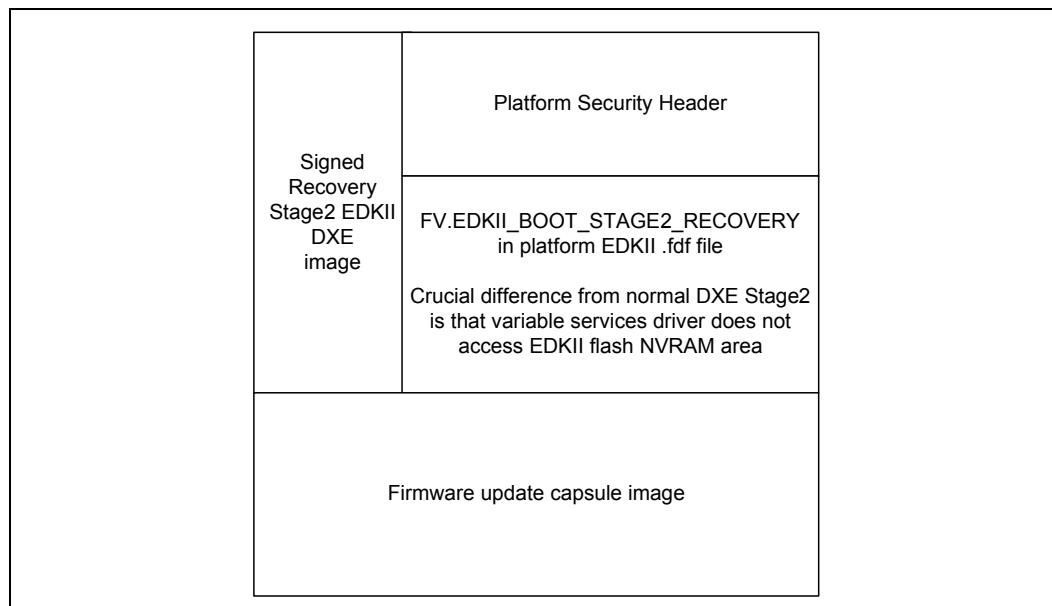 Signed
Recovery
Stage2 EDKII
DXE
image
Platform Security Header
FV.EDKII_BOOT_STAGE2_RECOVERY
in platform EDKII .fdf file
Crucial difference from normal DXE Stage2
is that variable services driver does not
access EDKII flash NVRAM area
Firmware update capsule image